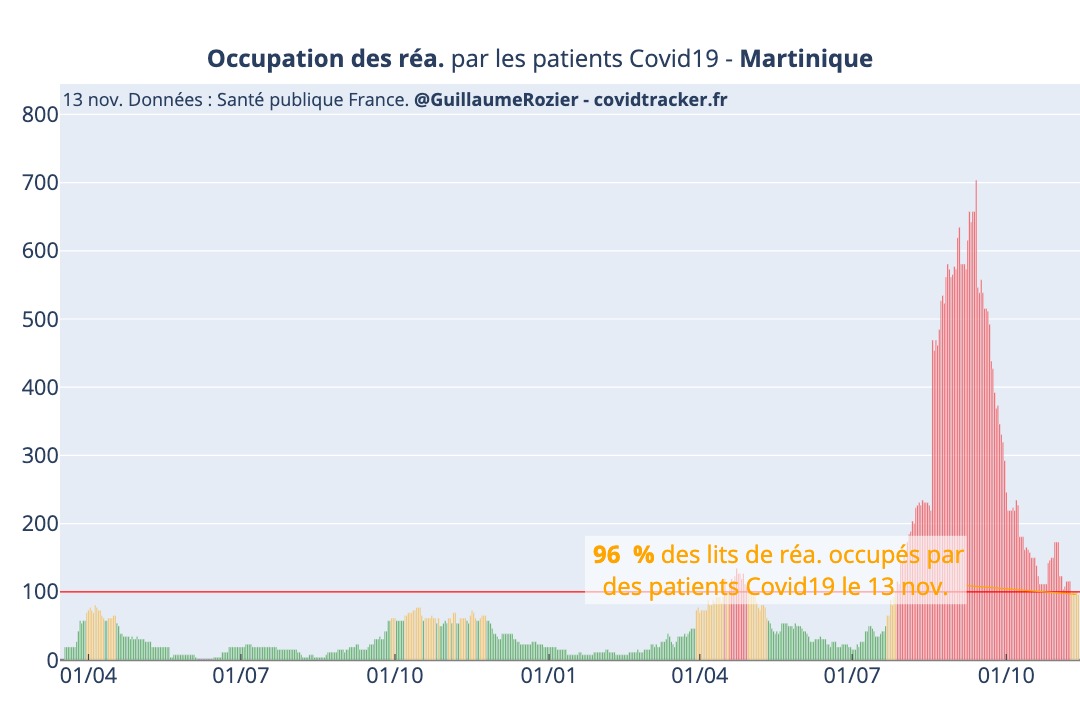 Occupation des réa. par les patients Covid19 - Martinique
13 nov. Données : Santé publique France. @GuillaumeRozier - covidtracker.fr
800
700
600
500
400
300
200
100
0
96 % des lits de réa. occupés par
des patients Covid19 le 13 nov.
01/04 01/07 01/10 01/01 01/04 01/07 01/10